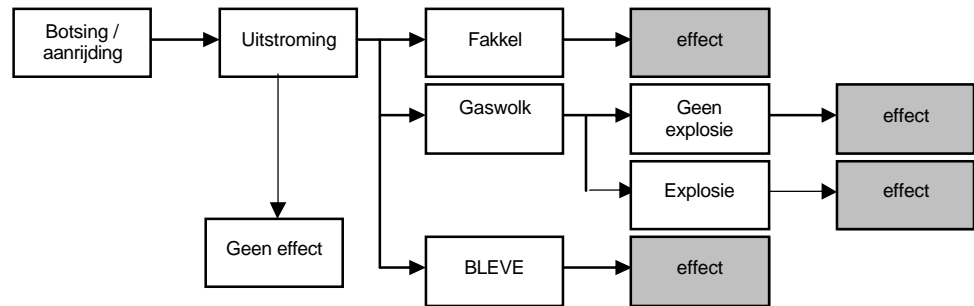 Botsing /
aanrijding
Uitstroming
Fakkel
effect
Gaswolk
Geen
explosie
effect
Explosie
effect
Geen effect
BLEVE
effect